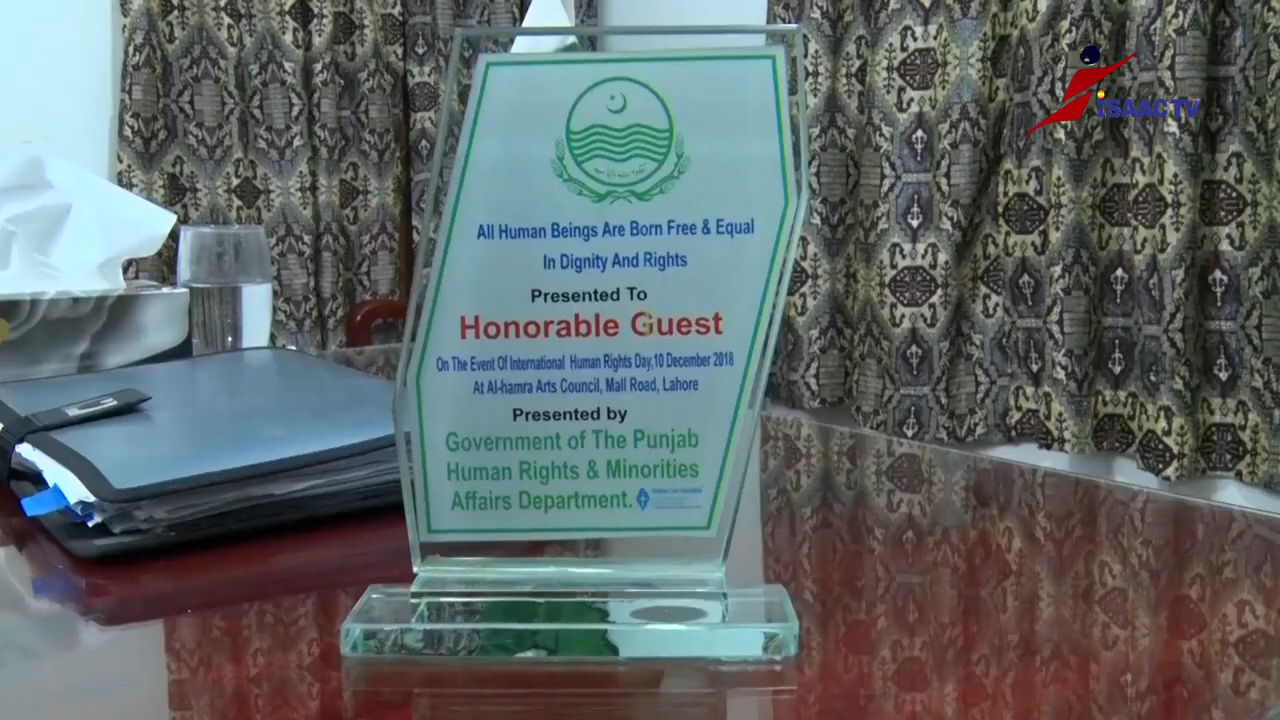 iSAAC TV
All Human Beings Are Born Free & Equal
In Dignity And Rights
Presented To
Honorable Guest
On The Event Of International Human Rights Day,10 December 2018
At Al-hamra Arts Council, Mall Road, Lahore
Presented by
Government of The Punjab
Human Rights & Minorities
Affairs Department.